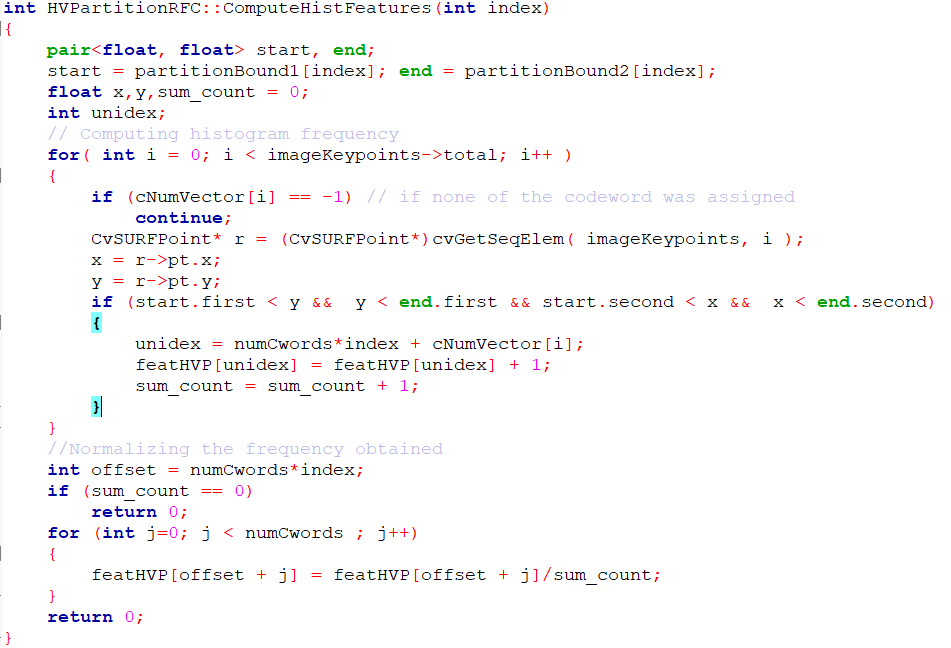 int HVPartitionRFC::ComputeHistFeatures(int index)
{
    pair<float, float> start, end;
    start = partitionBound1[index]; end = partitionBound2[index];
    float x,y,sum_count = 0;
    int unidex;
    // Computing histogram frequency
    for( int i = 0; i < imageKeypoints->total; i++ )
    {
        if (cNumVector[i] == -1) // if none of the codeword was assigned
            continue;
        CvSURFPoint* r = (CvSURFPoint*)cvGetSeqElem( imageKeypoints, i );
        x = r->pt.x;
        y = r->pt.y;
        if (start.first < y &&  y < end.first && start.second < x &&  x < end.second)
        {
            unidex = numCwords*index + cNumVector[i];
            featHVP[unidex] = featHVP[unidex] + 1;
            sum_count = sum_count + 1;
        }
    }
    //Normalizing the frequency obtained
    int offset = numCwords*index;
    if (sum_count == 0)
        return 0;
    for (int j=0; j < numCwords ; j++)
    {
        featHVP[offset + j] = featHVP[offset + j]/sum_count;
    }
    return 0;
}